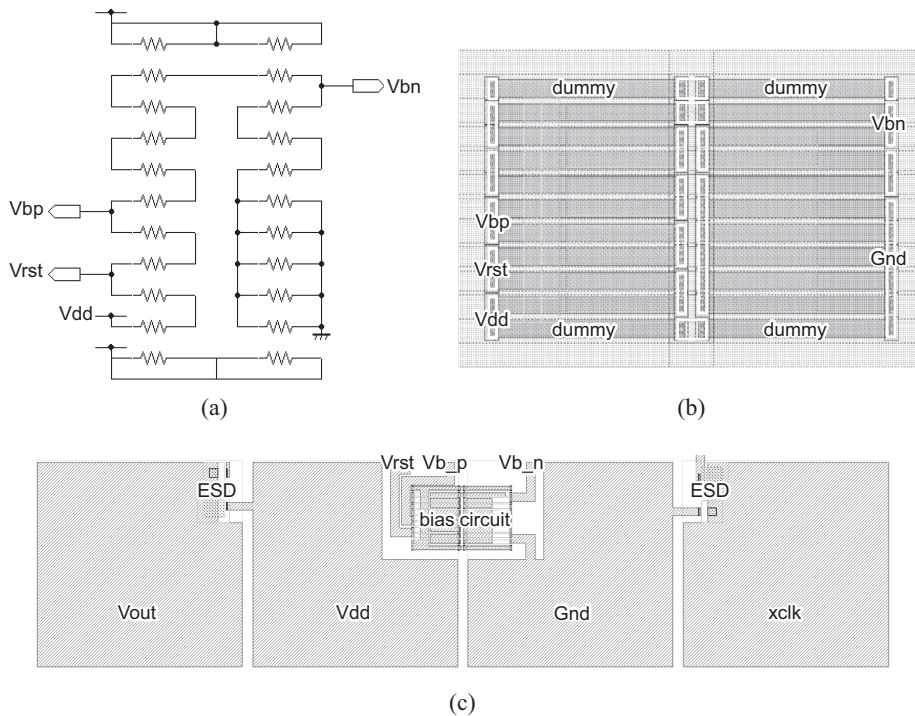 Vbn
Vbp
Vrst
Vdd
(a)
dummy dummy
Vbn
Vbp
Gnd
Vrst
Vdd
dummy dummy
(b)
Vrst Vb_p Vb_n
ESD ESD
bias circuit
Vout Vdd Gnd xclk
(c)